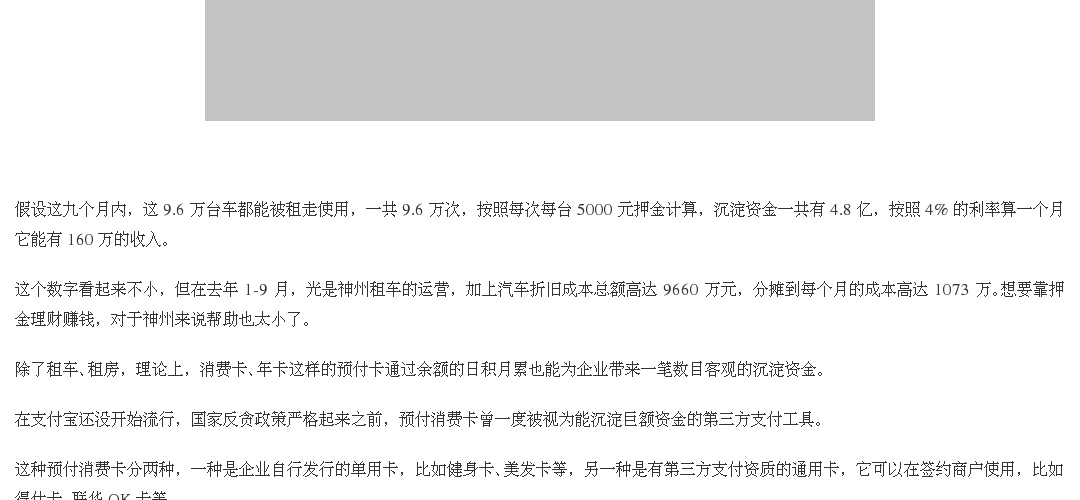 假设这九个月内，这 9.6 万台车都能被租走使用，一共 9.6 万次，按照每次每台 5000 元押金计算，沉淀资金一共有 4.8 亿，按照 4% 的利率算一个月
它能有 160 万的收入。
这个数字看起来不小，但在去年 1-9 月，光是神州租车的运营，加上汽车折旧成本总额高达 9660 万元，分摊到每个月的成本高达 1073 万。想要靠押
金理财赚钱，对于神州来说帮助也太小了。
除了租车、租房，理论上，消费卡、年卡这样的预付卡通过余额的日积月累也能为企业带来一笔数目客观的沉淀资金。
在支付宝还没开始流行，国家反贪政策严格起来之前，预付消费卡曾一度被视为能沉淀巨额资金的第三方支付工具。
这种预付消费卡分两种，一种是企业自行发行的单用卡，比如健身卡、美发卡等，另一种是有第三方支付资质的通用卡，它可以在签约商户使用，比如
得仕卡、联华 OK 卡等